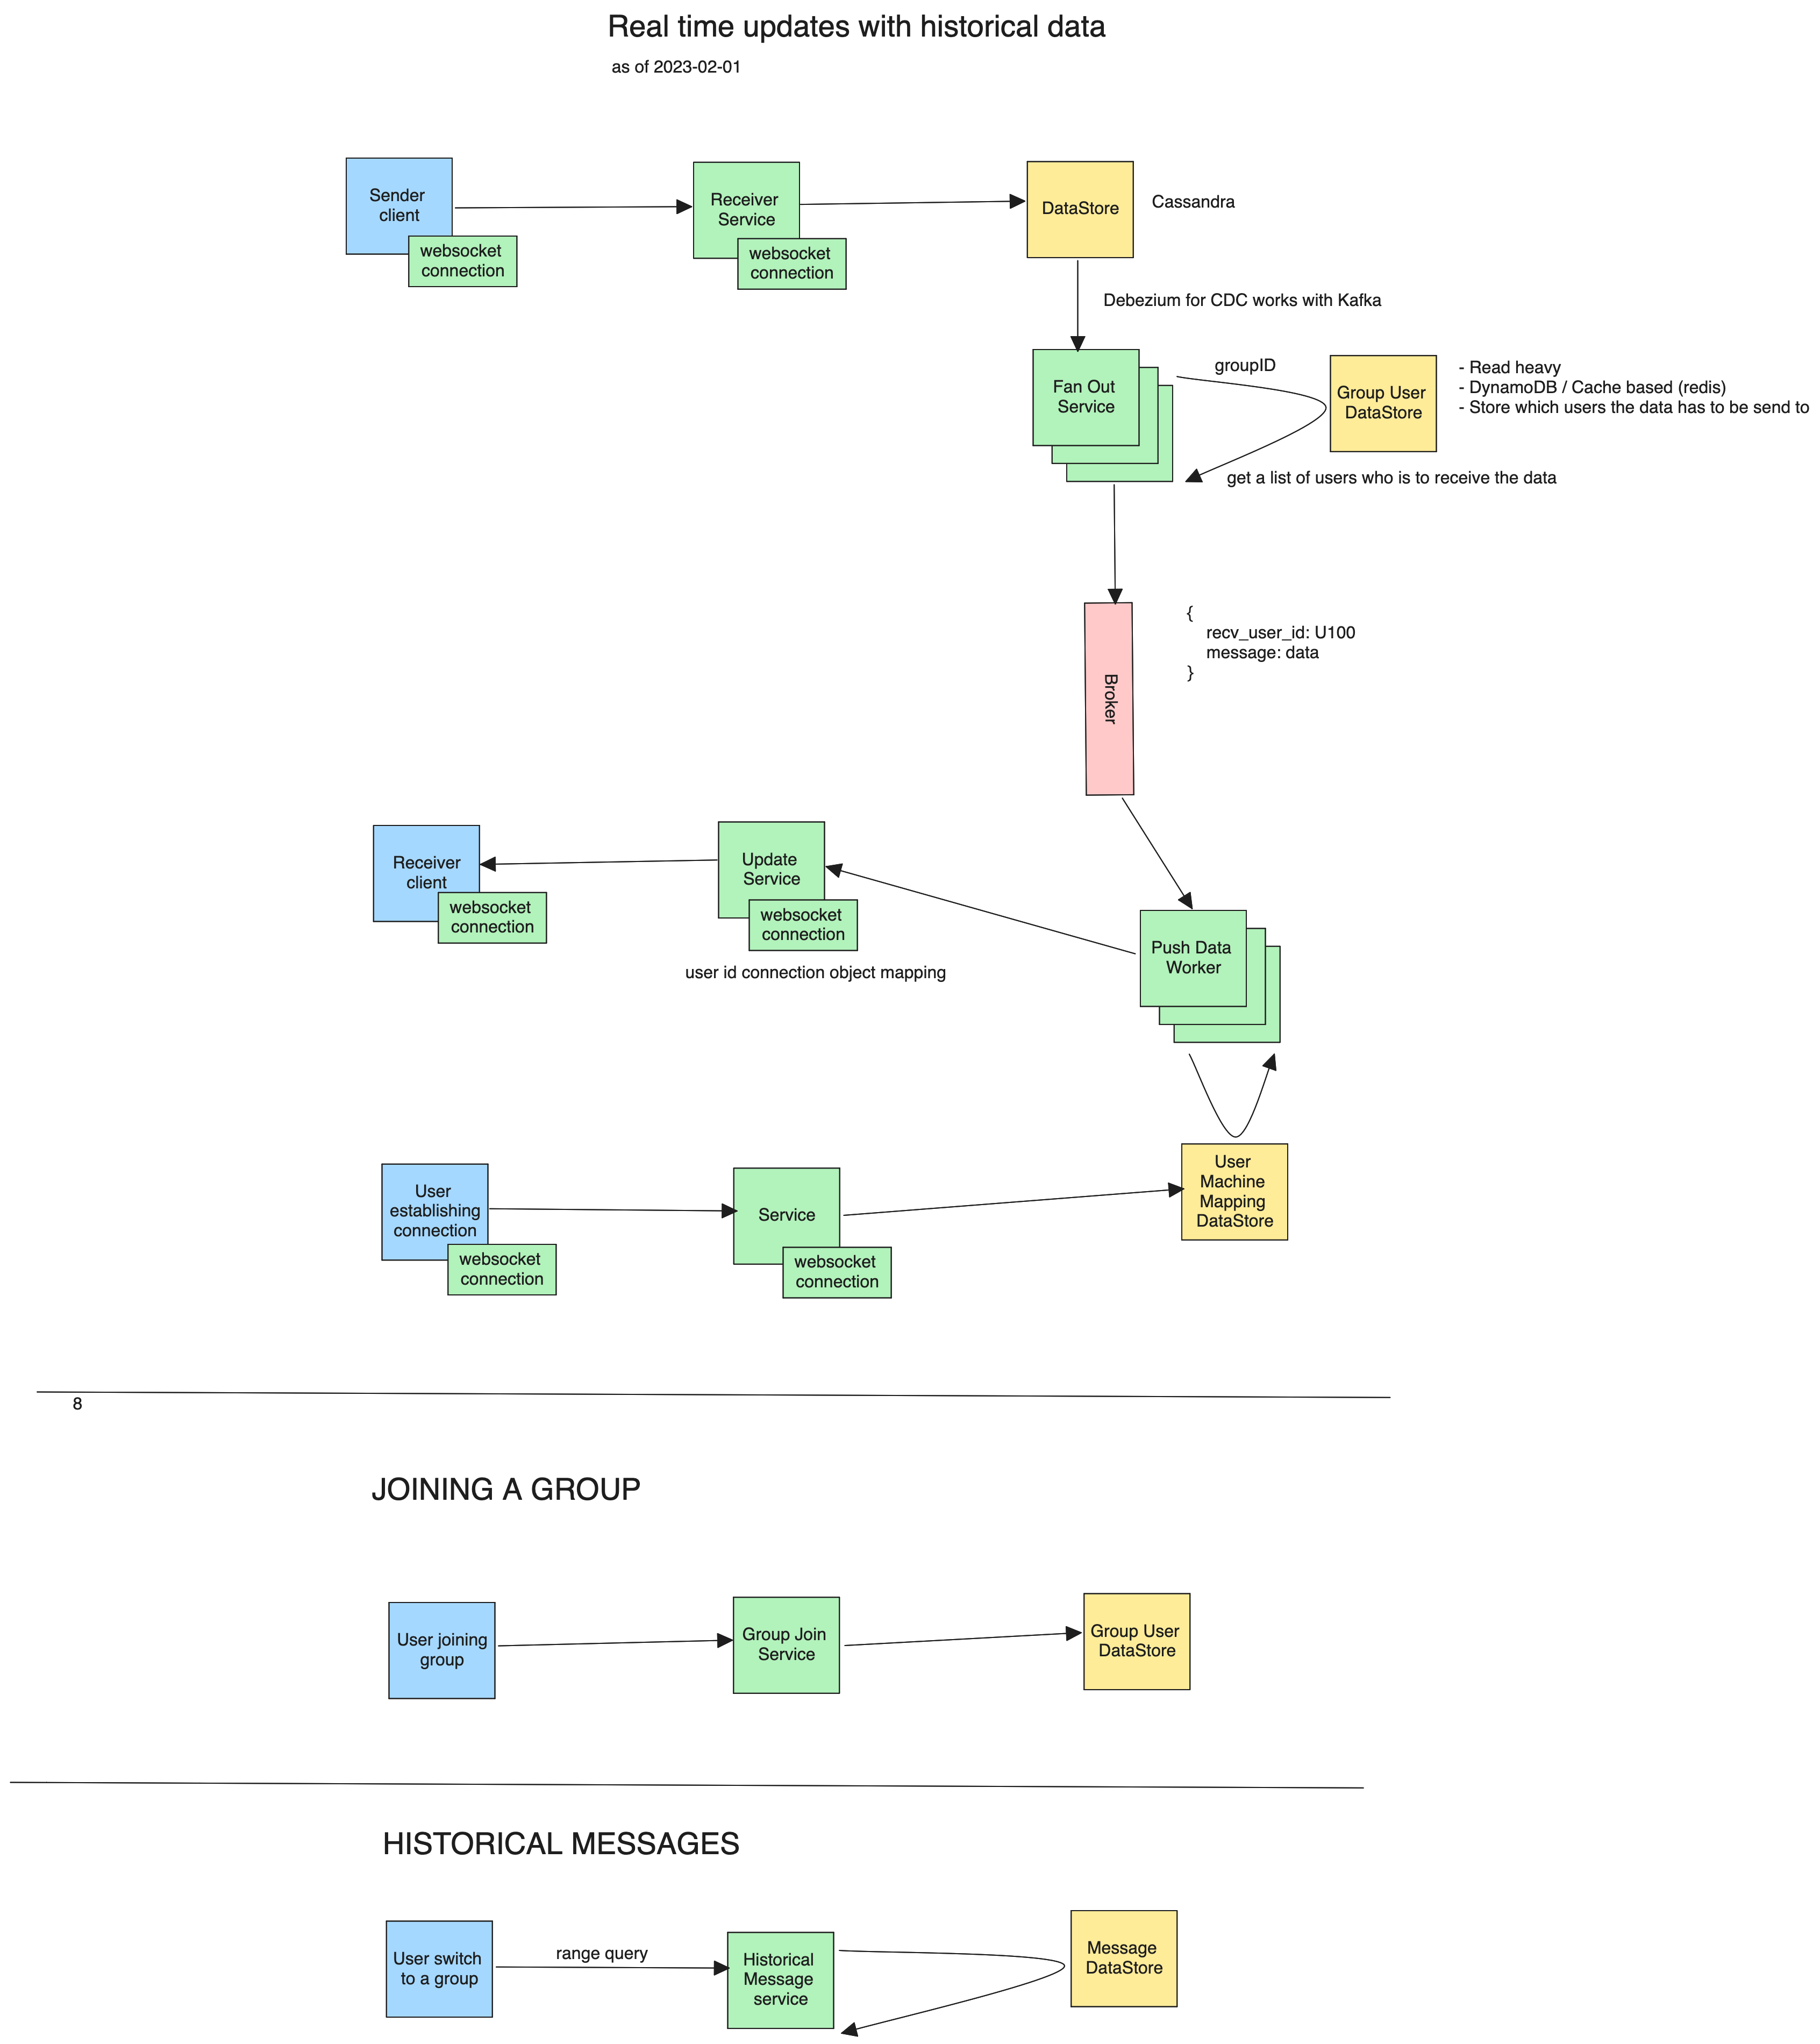 Real time updates with historical data
as of 2023-02-01
Sender
client
websocket
connection
Receiver
Service
websocket
connection
DataStore
Cassandra
Debezium for CDC works with Kafka
Fan Out
Service
groupID
Group User
DataStore
- Read heavy
- DynamoDB / Cache based (redis)
- Store which users the data has to be send to
get a list of users who is to receive the data
Broker
{
recv_user_id: U100
message: data
}
Receiver
client
websocket
connection
Update
Service
websocket
connection
user id connection object mapping
Push Data
Worker
User
establishing
connection
websocket
connection
Service
websocket
connection
User
Machine
Mapping
DataStore
8
JOINING A GROUP
User joining
group
Group Join
Service
Group User
DataStore
HISTORICAL MESSAGES
User switch
to a group
range query
Historical
Message
service
Message
DataStore